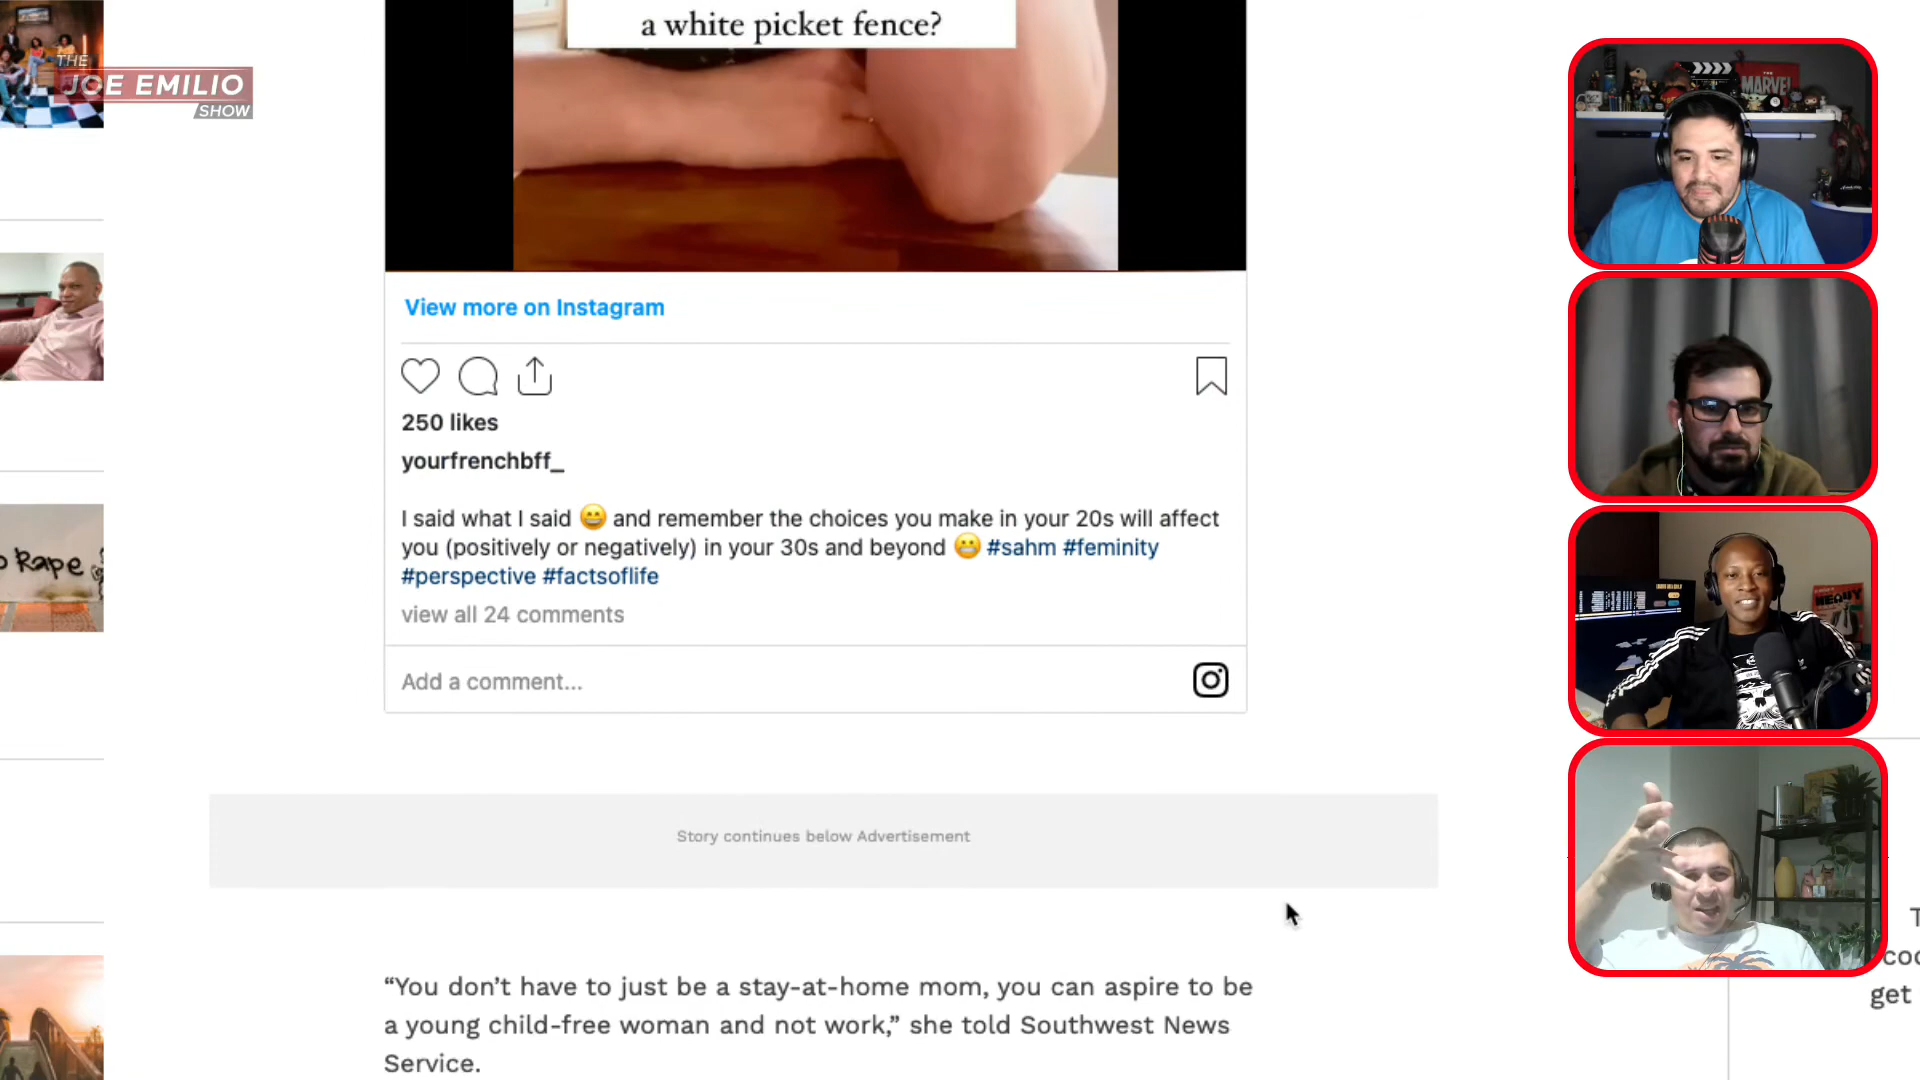 a white picket fence?
THE
JOE EMILIO
SHOW
MARVEL
View more on Instagram
250 likes
yourfrenchbff_
I said what I said 😄 and remember the choices you make in your 20s will affect
you (positively or negatively) in your 30s and beyond 😬 #sahm #feminity
#perspective #factsoflife
view all 24 comments
Rape
Add a comment...
Story continues below Advertisement
“You don’t have to just be a stay-at-home mom, you can aspire to be
a young child-free woman and not work,” she told Southwest News
Service.
get